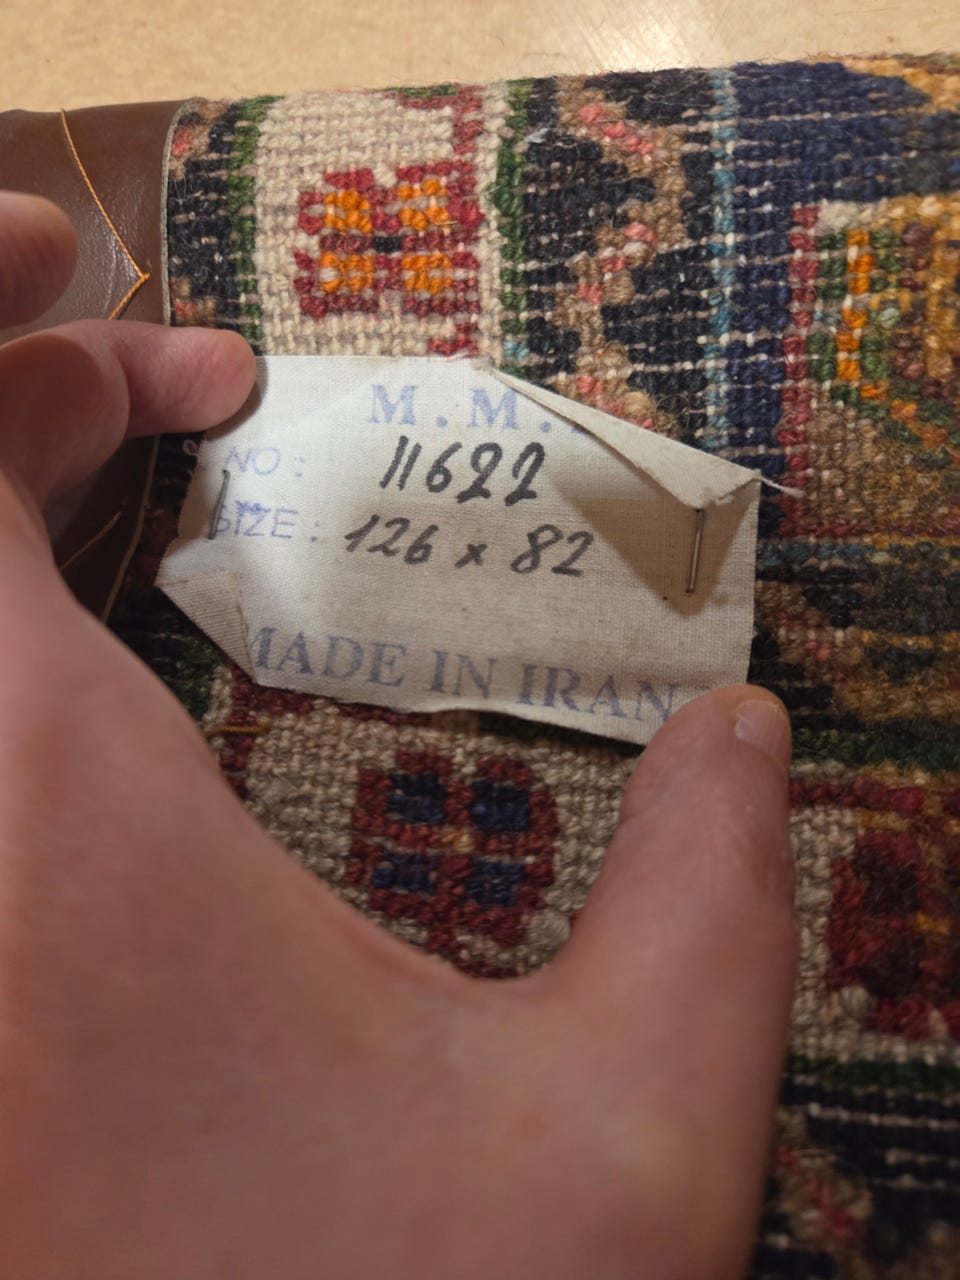 M.M.
NO: 11622
SIZE: 126 x 82
MADE IN IRAN